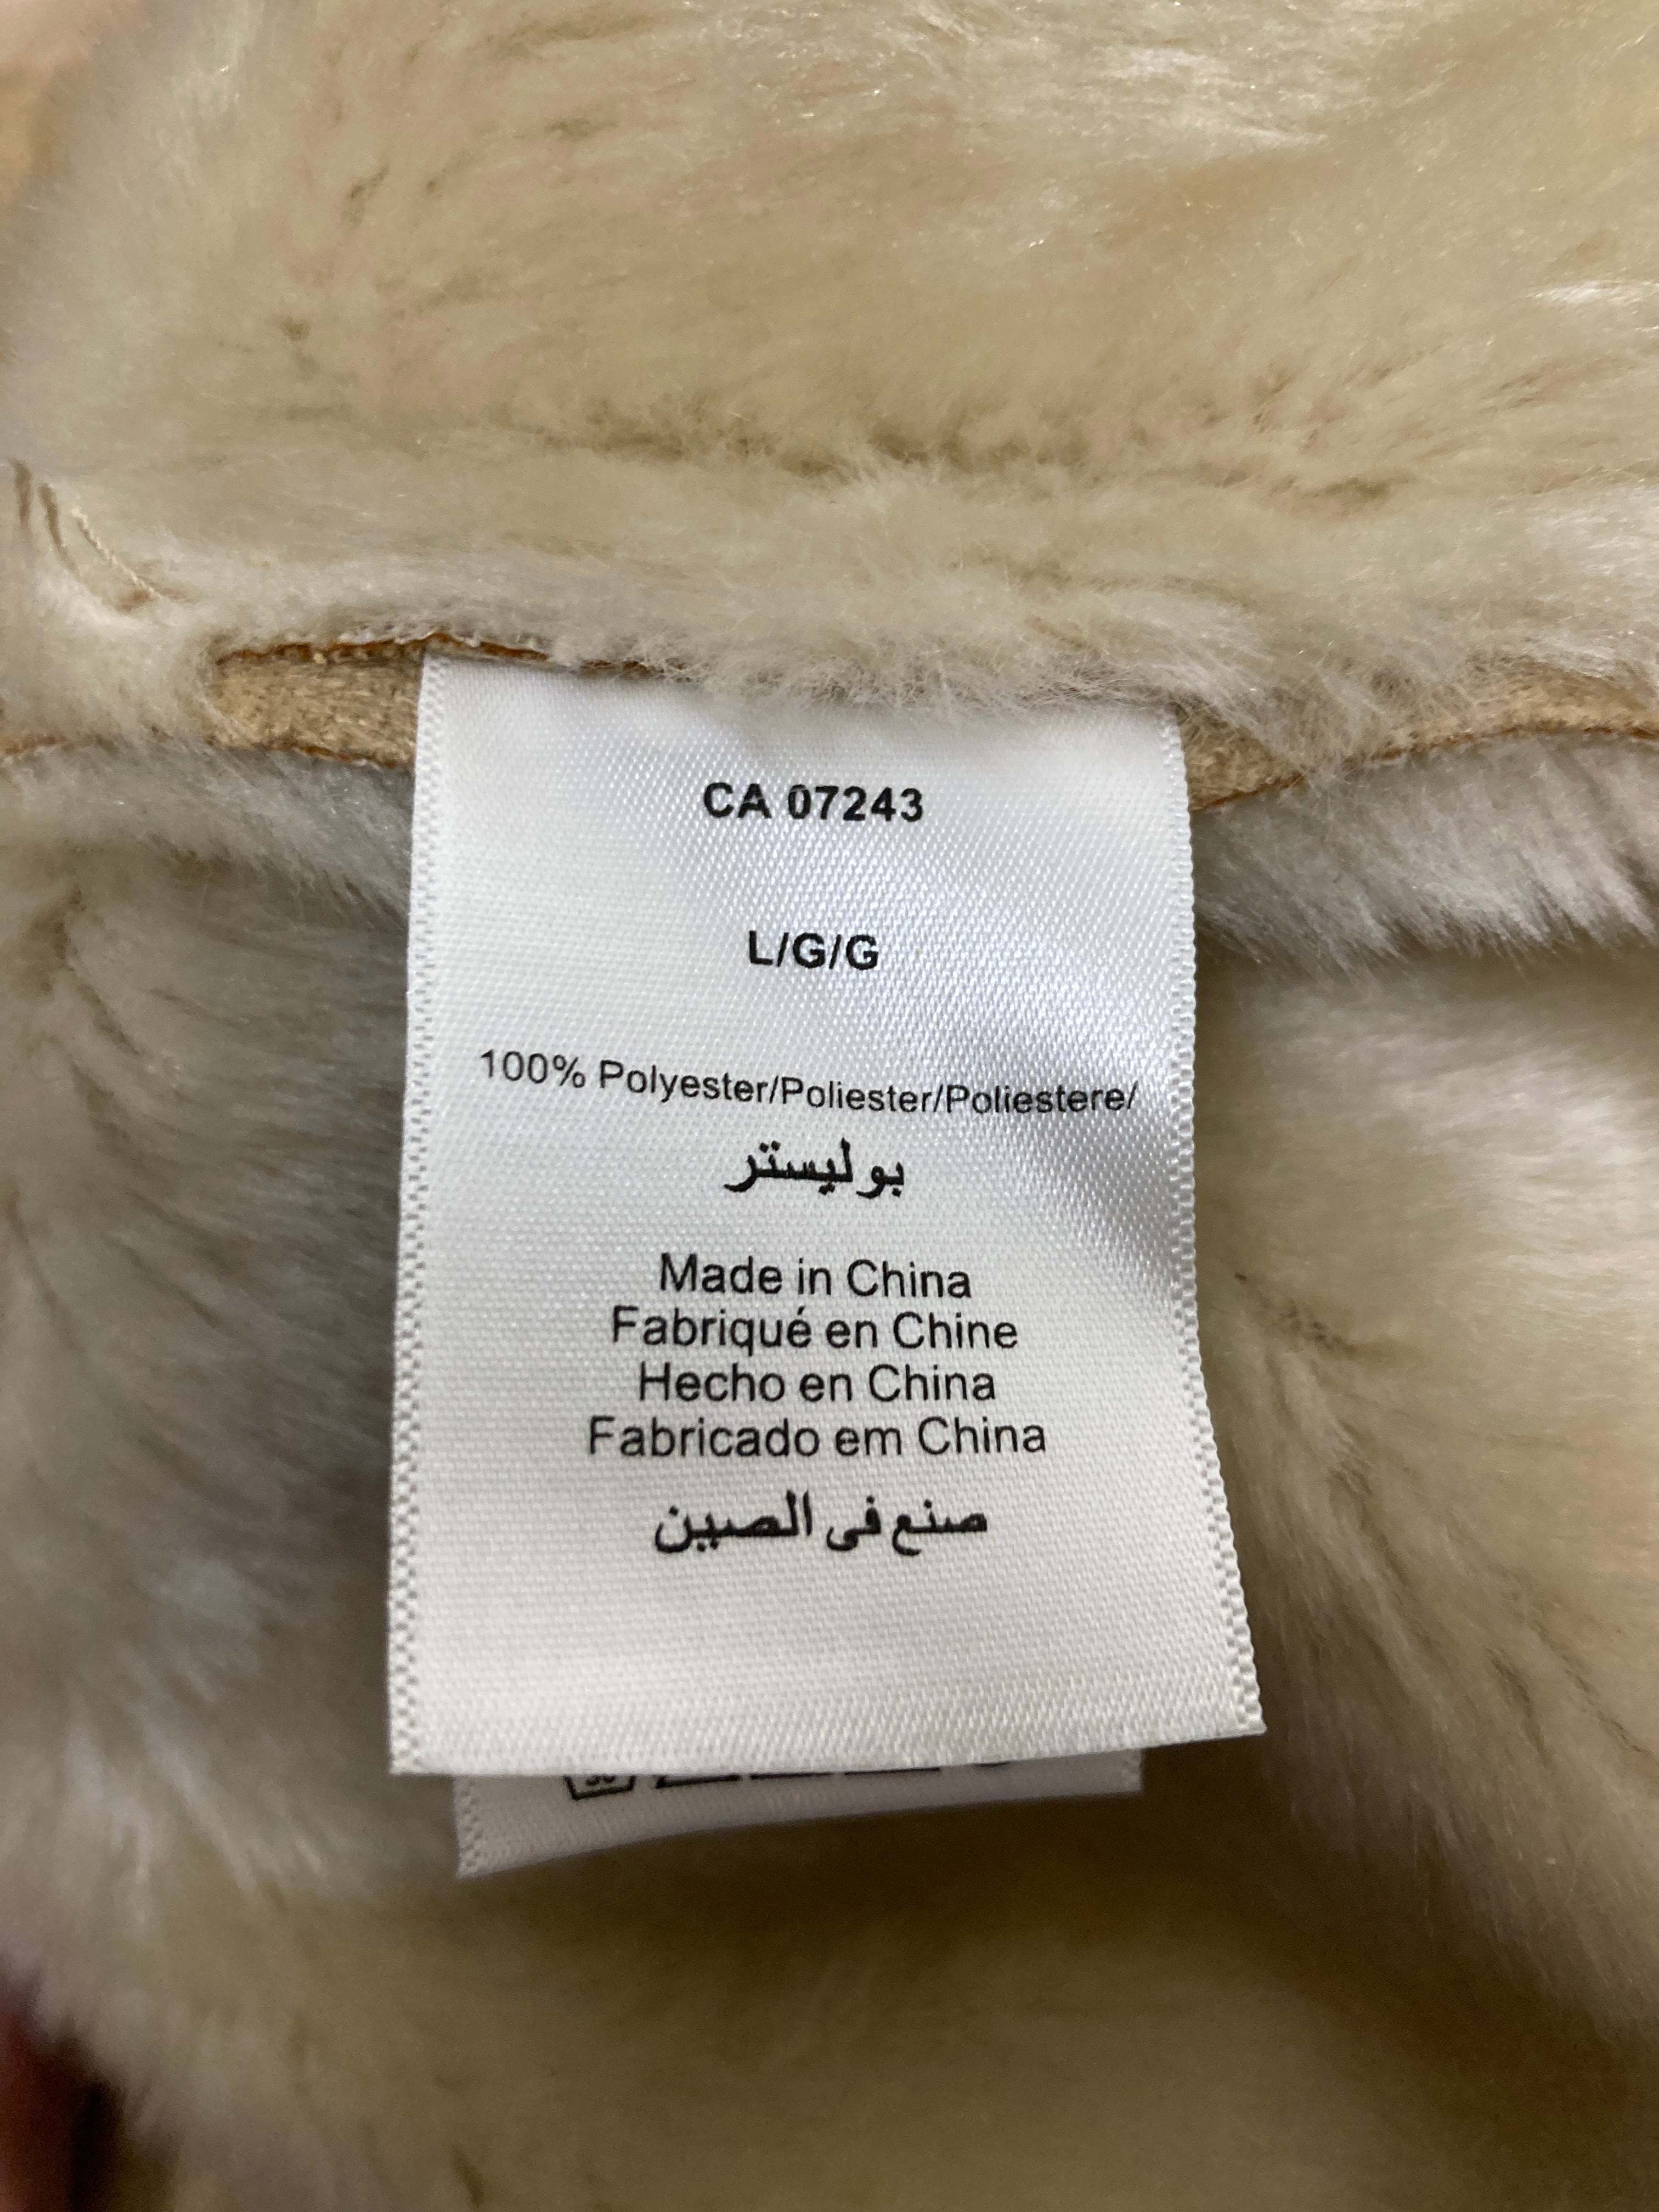 CA 07243
L/G/G
100% Polyester/Poliester/Poliestere/
بوليستر
Made in China
Fabriqué en Chine
Hecho en China
Fabricado em China
صنع فى الصين